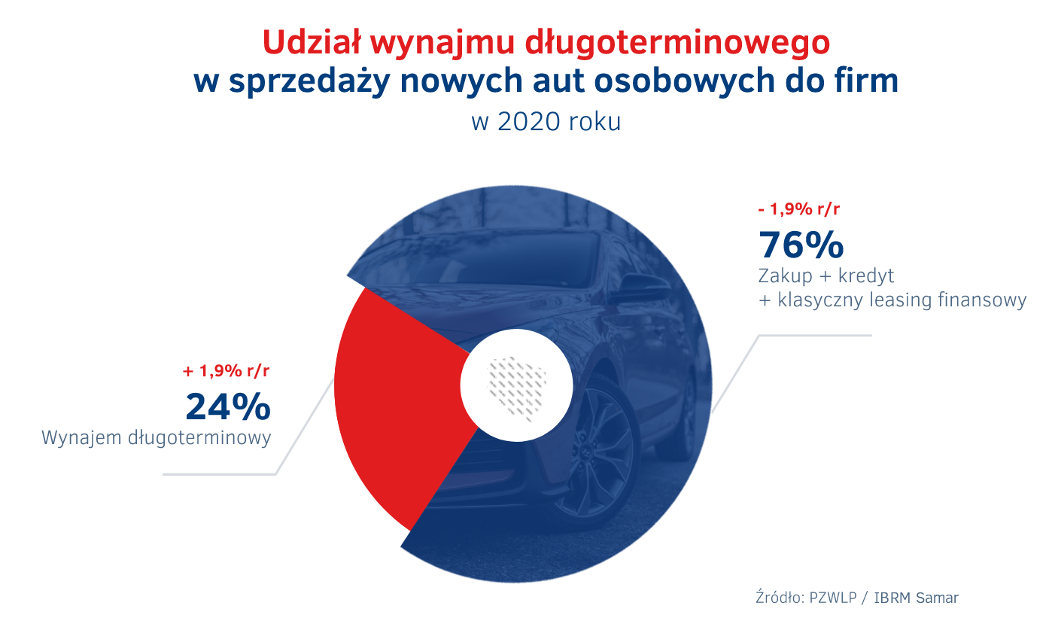 Udział wynajmu długoterminowego
w sprzedaży nowych aut osobowych do firm
w 2020 roku
- 1,9% r/r
76%
Zakup + kredyt
+ klasyczny leasing finansowy
+ 1,9% r/r
24%
Wynajem długoterminowy
Źródło: PZWLP / IBRM Samar